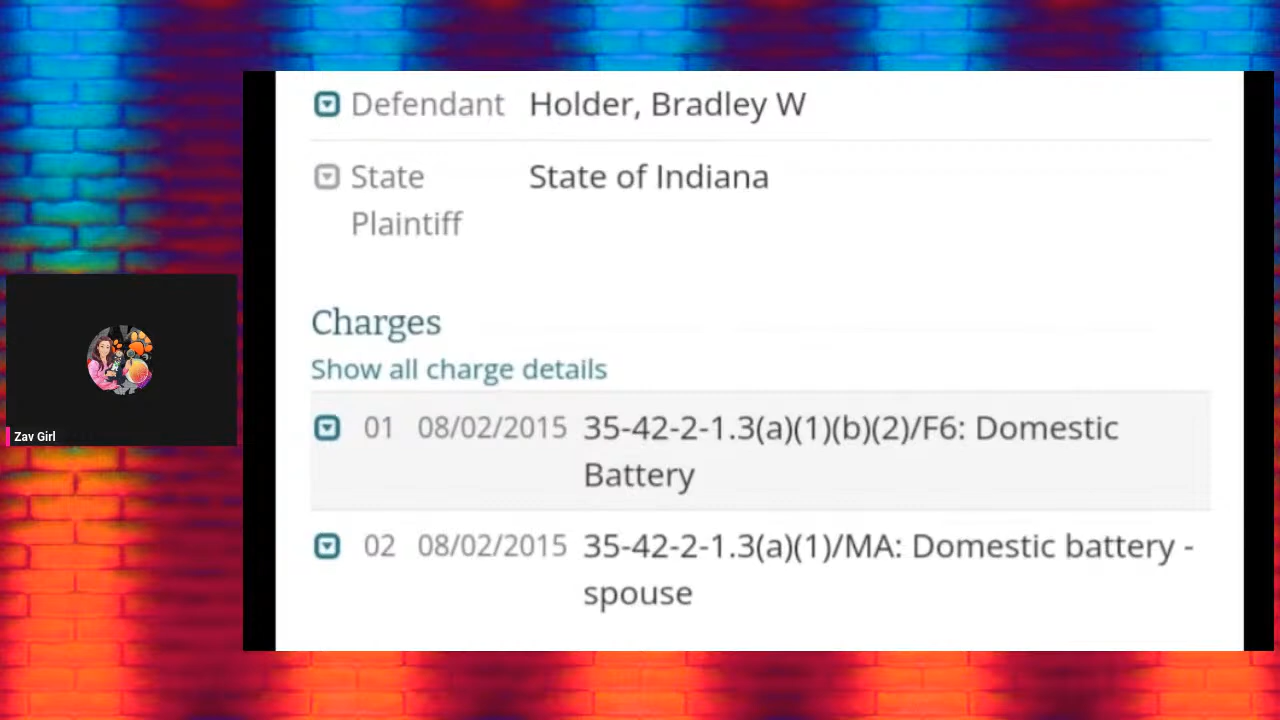 Defendant Holder, Bradley W
State Plaintiff State of Indiana
Charges
Show all charge details
01 08/02/2015 35-42-2-1.3(a)(1)(b)(2)/F6: Domestic
Battery
02 08/02/2015 35-42-2-1.3(a)(1)/MA: Domestic battery -
spouse
Zav Girl